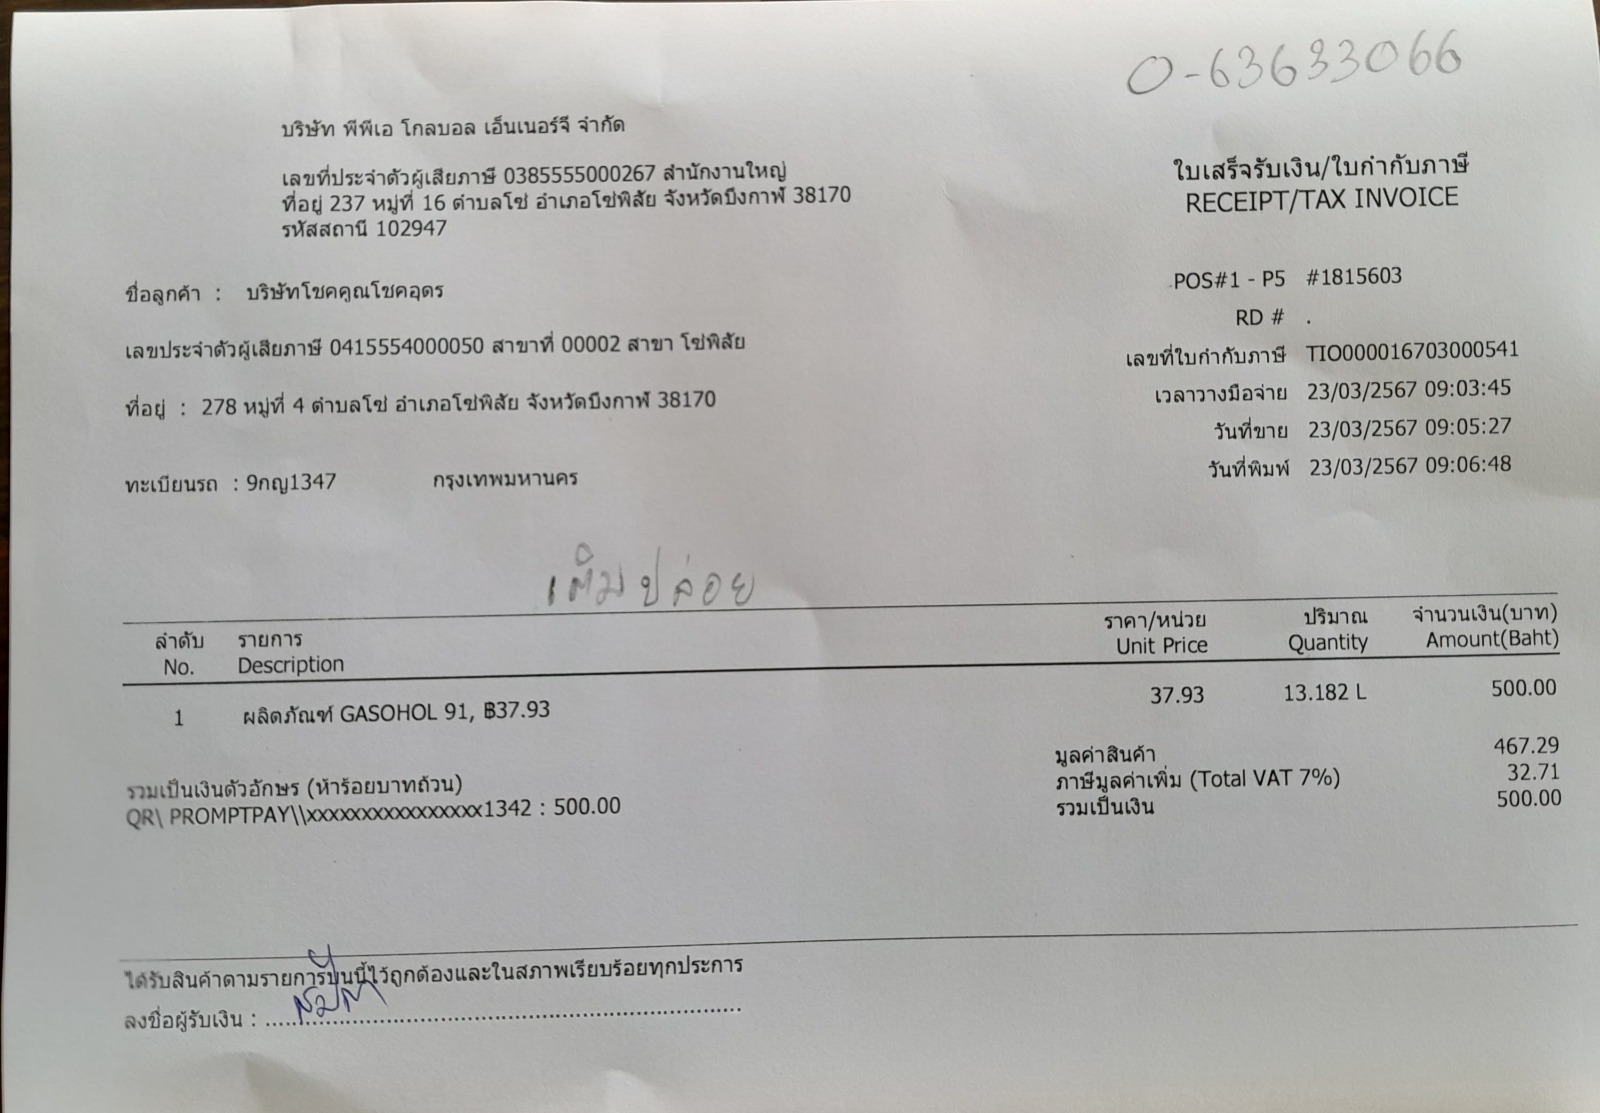 0-63633066
บริษัท พีพีเอ โกลบอล เอ็นเนอร์จี จำกัด
เลขที่ประจำตัวผู้เสียภาษี 0385555000267 สำนักงานใหญ่
ที่อยู่ 237 หมู่ที่ 16 ตำบลโซ่ อำเภอโซ่พิสัย จังหวัดบึงกาฬ 38170
รหัสสถานี 102947
ใบเสร็จรับเงิน/ใบกำกับภาษี
RECEIPT/TAX INVOICE
ชื่อลูกค้า : บริษัทโชคคูณโชคอุดร
เลขประจำตัวผู้เสียภาษี 0415554000050 สาขาที่ 00002 สาขา โซ่พิสัย
ที่อยู่ : 278 หมู่ที่ 4 ตำบลโซ่ อำเภอโซ่พิสัย จังหวัดบึงกาฬ 38170
ทะเบียนรถ : 9กญ1347 กรุงเทพมหานคร
POS#1 - P5 #1815603
RD # .
เลขที่ใบกำกับภาษี TIO000016703000541
เวลาวางมือจ่าย 23/03/2567 09:03:45
วันที่ขาย 23/03/2567 09:05:27
วันที่พิมพ์ 23/03/2567 09:06:48
เติมปล่อย
ลำดับ รายการ ราคา/หน่วย ปริมาณ จำนวนเงิน(บาท)
No. Description Unit Price Quantity Amount(Baht)
1 ผลิตภัณฑ์ GASOHOL 91, ฿37.93 37.93 13.182 L 500.00
มูลค่าสินค้า 467.29
ภาษีมูลค่าเพิ่ม (Total VAT 7%) 32.71
รวมเป็นเงิน 500.00
รวมเป็นเงินตัวอักษร (ห้าร้อยบาทถ้วน)
QR\ PROMPTPAY\\xxxxxxxxxxxxxxxx1342 : 500.00
ได้รับสินค้าตามรายการปั๊มนี้ไว้ถูกต้องและในสภาพเรียบร้อยทุกประการ
ลงชื่อผู้รับเงิน :